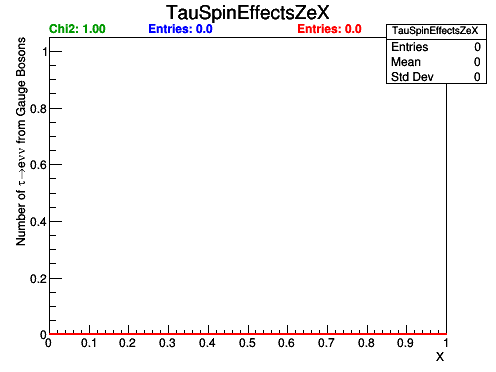 TauSpinEffectsZeX
Chi2: 1.00 Entries: 0.0 Entries: 0.0
TauSpinEffectsZeX
Entries 0
Mean 0
Std Dev 0
Number of τ→eνν from Gauge Bosons
1
0.8
0.6
0.4
0.2
0
0 0.1 0.2 0.3 0.4 0.5 0.6 0.7 0.8 0.9 1
X